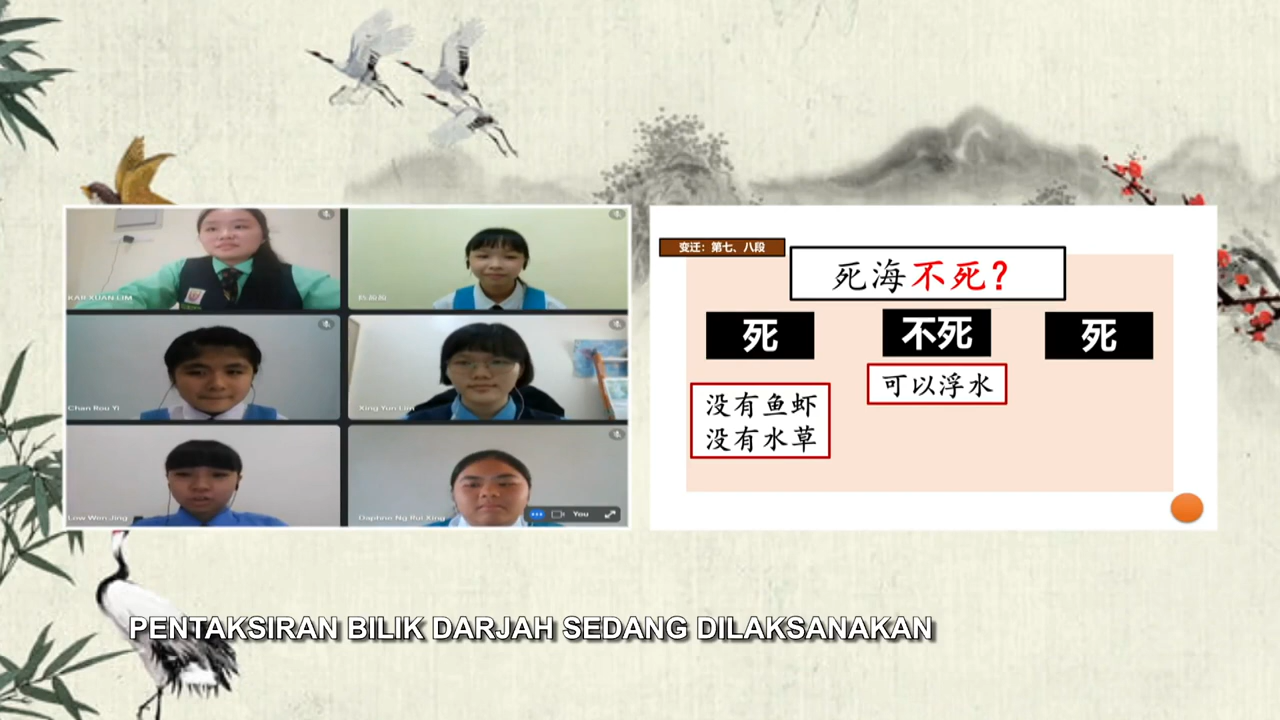 KAR XUAN LIM
Chan Rou Yi
Xing Yun Lim
Low Wen Jing
Daphne Ng Rui Xing
You
变迁：第七、八段
死海不死？
死
不死
死
没有鱼虾
没有水草
可以浮水
PENTAKSIRAN BILIK DARJAH SEDANG DILAKSANAKAN